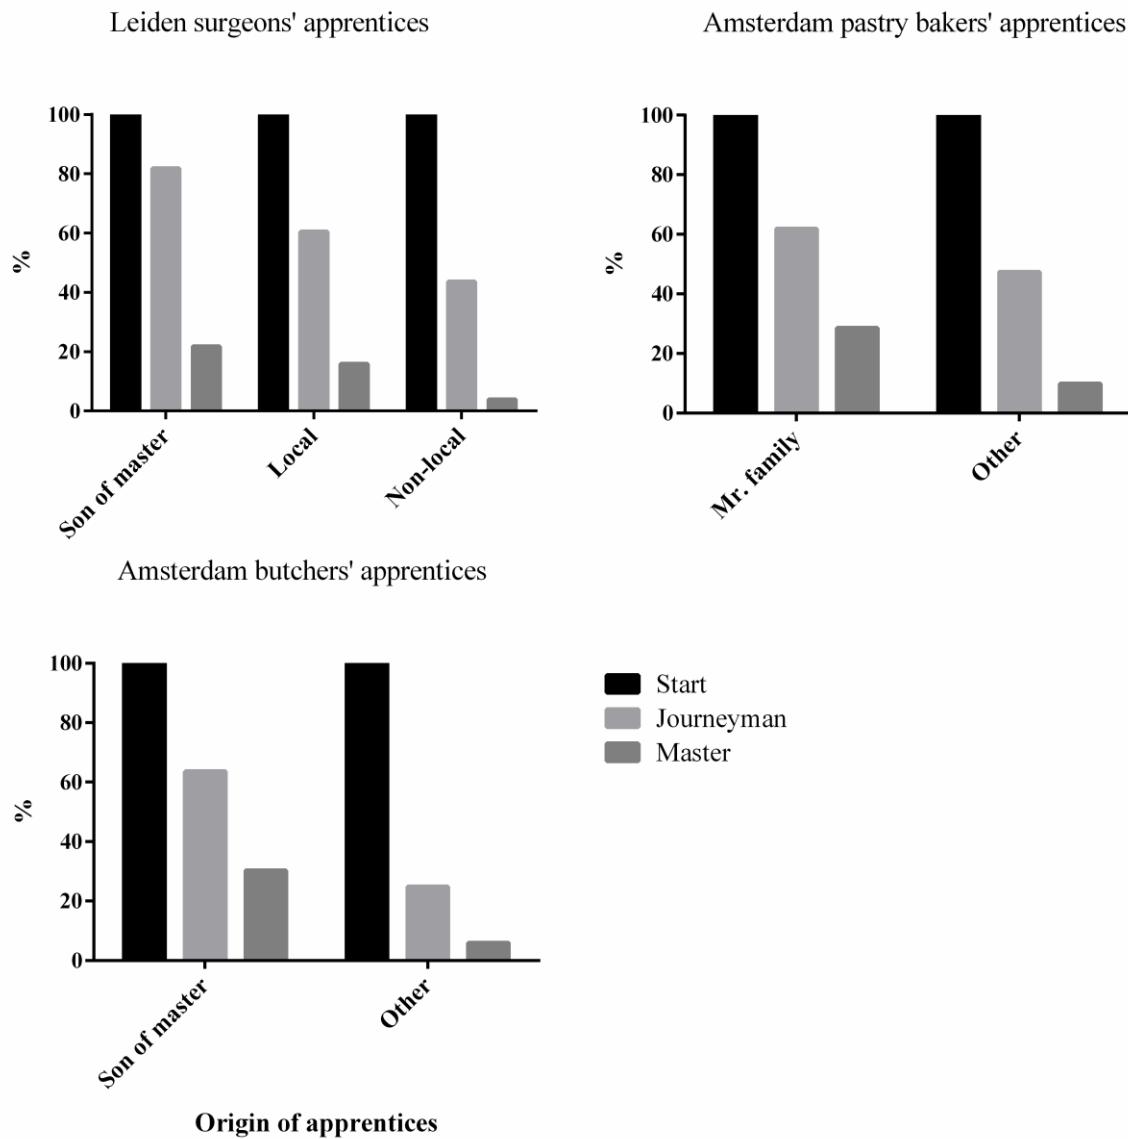 Leiden surgeons' apprentices
100
80
60
40
20
0
%
Son of master
Local
Non-local
Amsterdam pastry bakers' apprentices
100
80
60
40
20
0
%
Mr. family
Other
Amsterdam butchers' apprentices
100
80
60
40
20
0
%
Son of master
Other
Origin of apprentices
Start
Journeyman
Master